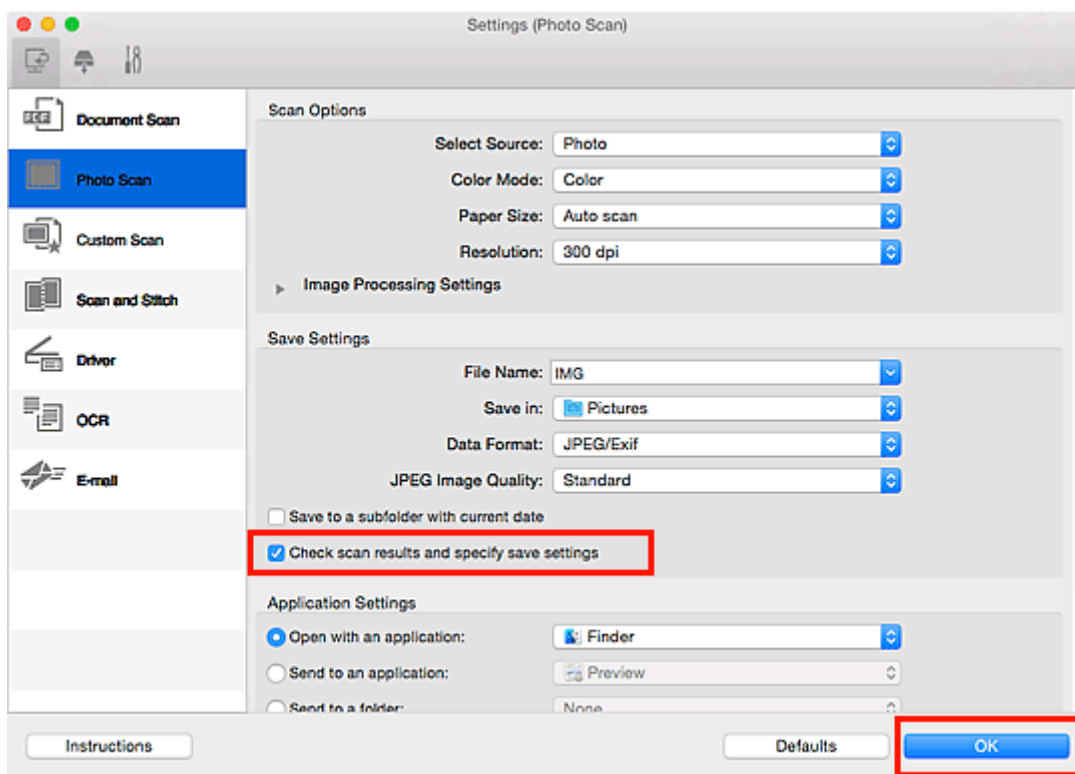 Settings (Photo Scan)
Document Scan
Photo Scan
Custom Scan
Scan and Stitch
Driver
OCR
E-mail
Scan Options
Select Source: Photo
Color Mode: Color
Paper Size: Auto scan
Resolution: 300 dpi
Image Processing Settings
Save Settings
File Name: IMG
Save in: Pictures
Data Format: JPEG/Exif
JPEG Image Quality: Standard
Save to a subfolder with current date
Check scan results and specify save settings
Application Settings
Open with an application: Finder
Send to an application: Preview
Send to a folder: None
Instructions
Defaults
OK